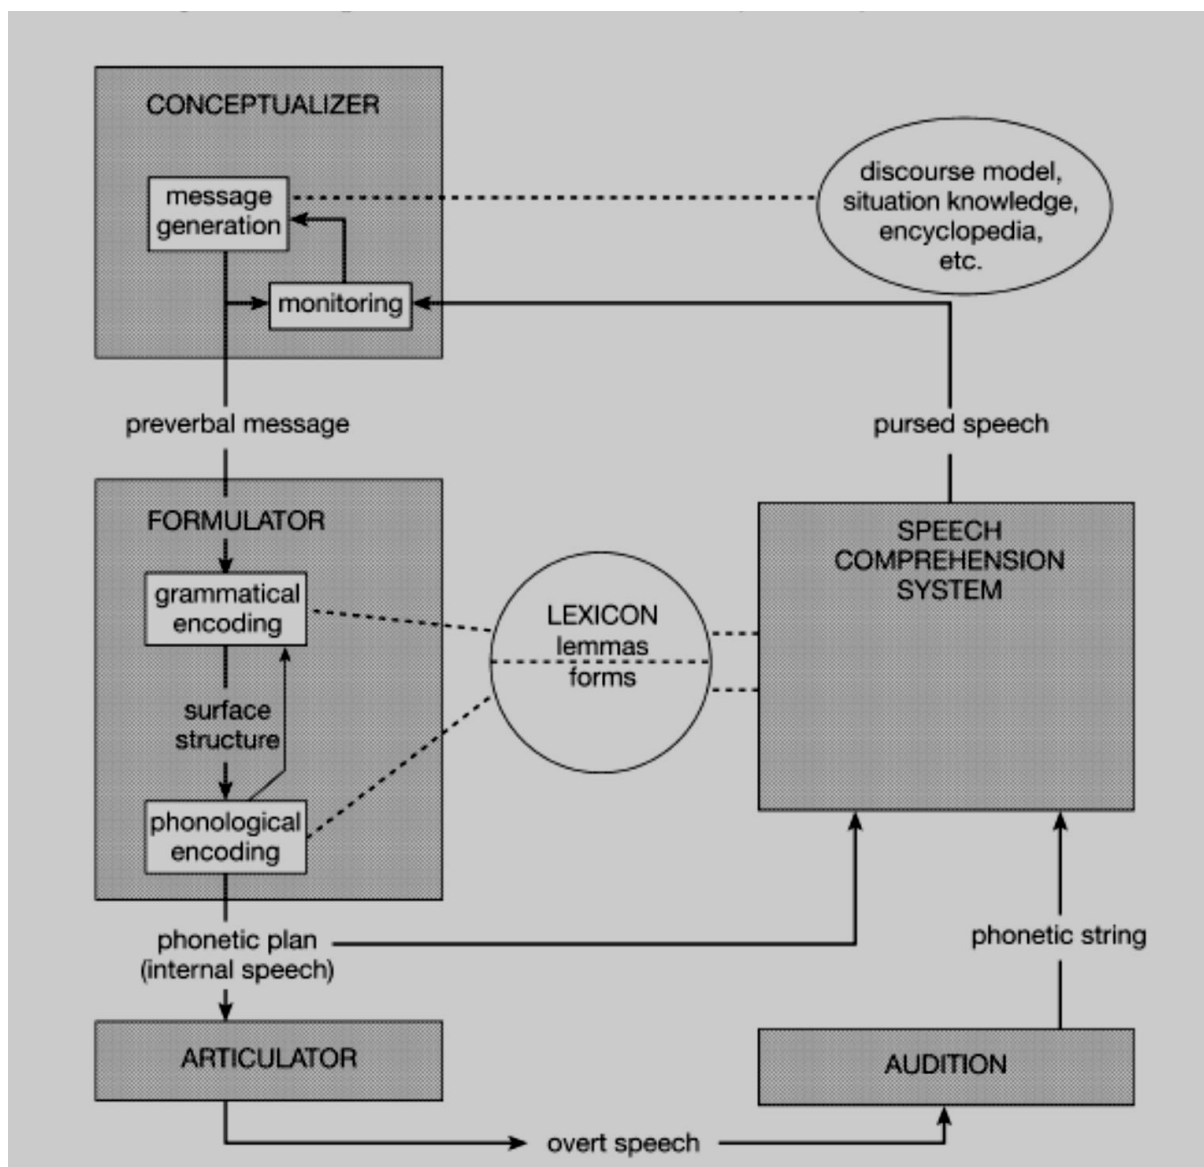 CONCEPTUALIZER
message
generation
monitoring
discourse model,
situation knowledge,
encyclopedia,
etc.
preverbal message
pursed speech
FORMULATOR
grammatical
encoding
surface
structure
phonological
encoding
LEXICON
lemmas
forms
SPEECH
COMPREHENSION
SYSTEM
phonetic plan
(internal speech)
phonetic string
ARTICULATOR
AUDITION
overt speech